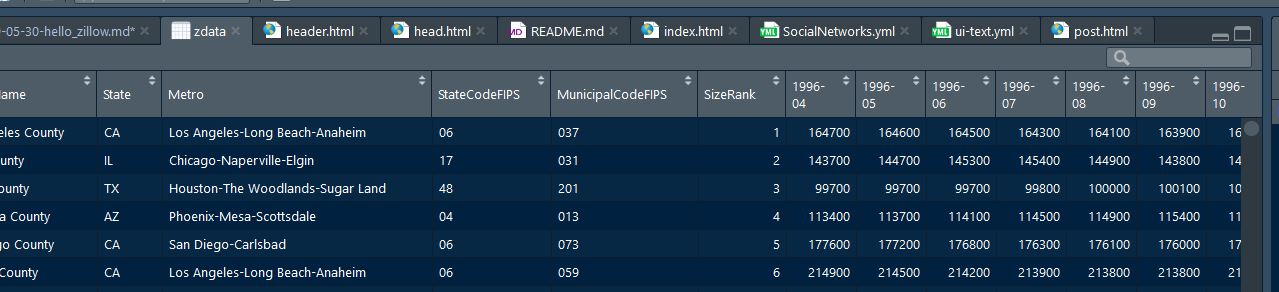 0-05-30-hello_zillow.md* × zdata × header.html × head.html × README.md × index.html × SocialNetworks.yml × ui-text.yml × post.html ×
Name State Metro StateCodeFIPS MunicipalCodeFIPS SizeRank 1996-04 1996-05 1996-06 1996-07 1996-08 1996-09 1996-10
eles County CA Los Angeles-Long Beach-Anaheim 06 037 1 164700 164600 164500 164300 164100 163900 16
ounty IL Chicago-Naperville-Elgin 17 031 2 143700 144700 145300 145400 144900 143800 14
ounty TX Houston-The Woodlands-Sugar Land 48 201 3 99700 99700 99700 99800 100000 100100 10
a County AZ Phoenix-Mesa-Scottsdale 04 013 4 113400 113700 114100 114500 114900 115400 11
go County CA San Diego-Carlsbad 06 073 5 177600 177200 176800 176300 176100 176000 17
County CA Los Angeles-Long Beach-Anaheim 06 059 6 214900 214500 214200 213900 213800 213800 21